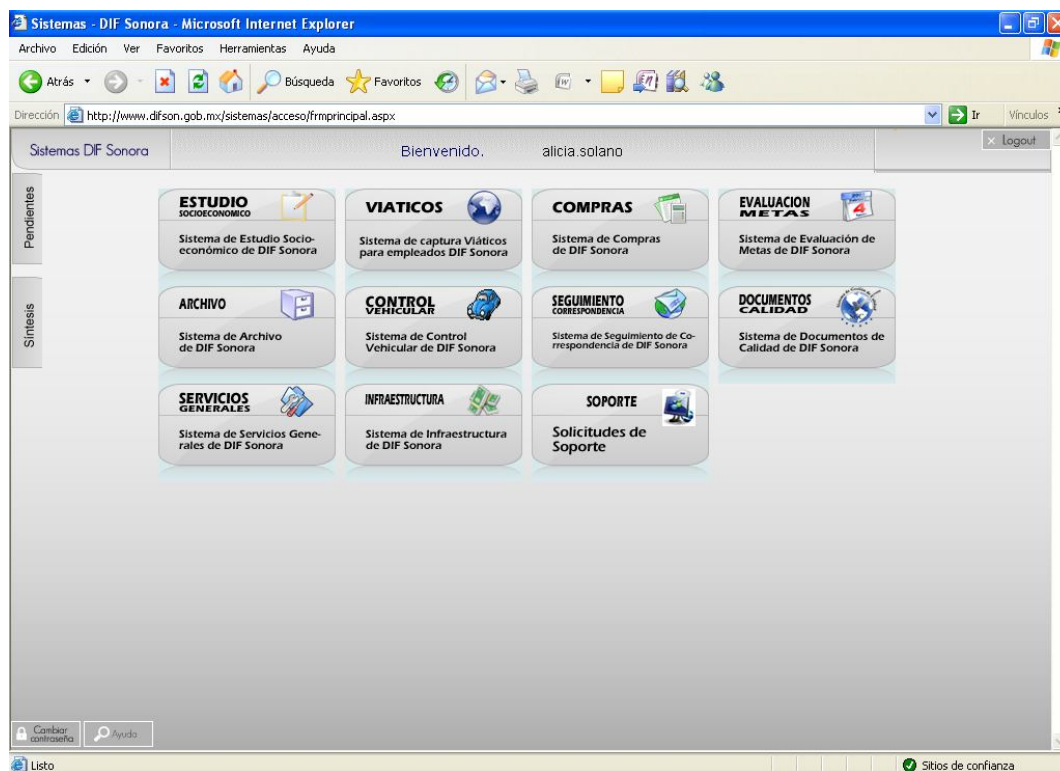 Sistemas - DIF Sonora - Microsoft Internet Explorer
Archivo Edición Ver Favoritos Herramientas Ayuda
Atrás Búsqueda Favoritos
Dirección http://www.difson.gob.mx/sistemas/acceso/frmprincipal.aspx Ir Vínculos
Sistemas DIF Sonora Bienvenido. alicia.solano × Logout
Pendientes
Síntesis
ESTUDIO
SOCIOECONOMICO
Sistema de Estudio Socio-
económico de DIF Sonora
VIATICOS
Sistema de captura Viáticos
para empleados DIF Sonora
COMPRAS
Sistema de Compras
de DIF Sonora
EVALUACION
METAS
4
Sistema de Evaluación de
Metas de DIF Sonora
ARCHIVO
Sistema de Archivo
de DIF Sonora
CONTROL
VEHICULAR
Sistema de Control
Vehicular de DIF Sonora
SEGUIMIENTO
CORRESPONDENCIA
Sistema de Seguimiento de Co-
rrespondencia de DIF Sonora
DOCUMENTOS
CALIDAD
Sistema de Documentos de
Calidad de DIF Sonora
SERVICIOS
GENERALES
Sistema de Servicios Gene-
rales de DIF Sonora
INFRAESTRUCTURA
Sistema de Infraestructura
de DIF Sonora
SOPORTE
Solicitudes de
Soporte
Cambiar
contraseña
Ayuda
Listo Sitios de confianza